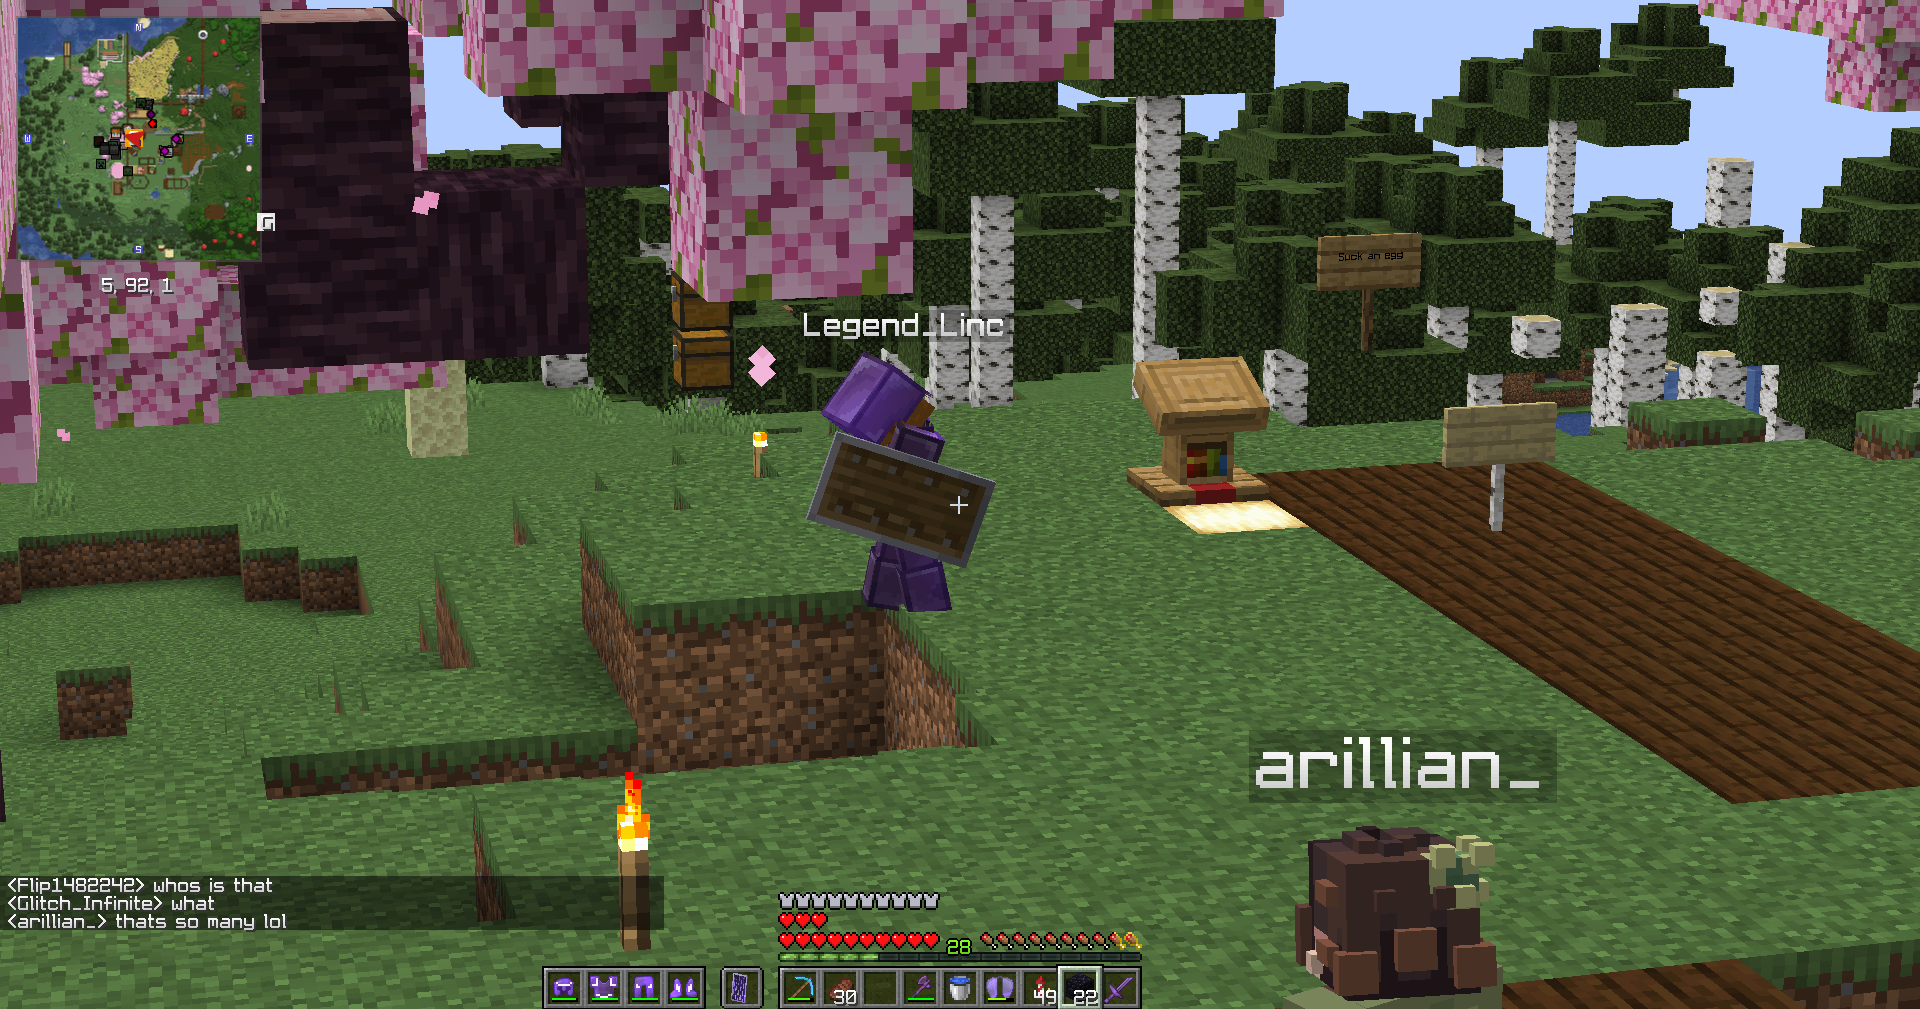 N
W
E
S
5, 92, 1
Suck an egg
Legend_Linc
arillian_
<Flip1482242> whos is that
<Glitch_Infinite> what
<arillian_> thats so many lol
28
30
49
22